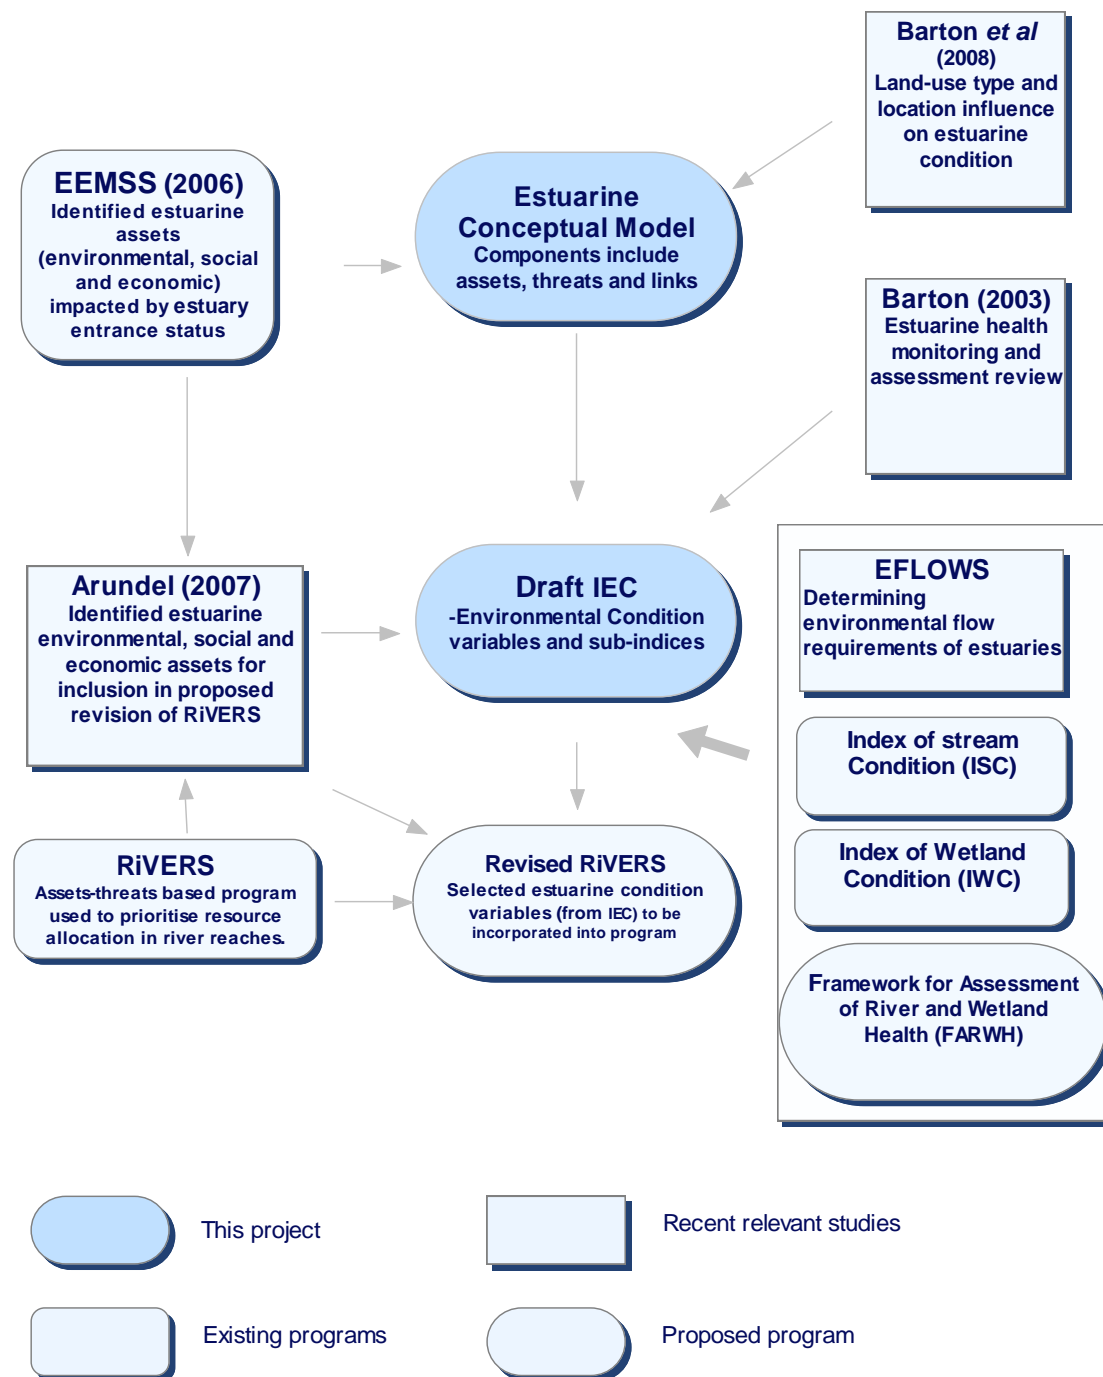 Barton et al
(2008)
Land-use type and
location influence
on estuarine
condition
EEMSS (2006)
Identified estuarine
assets
(environmental, social
and economic)
impacted by estuary
entrance status
Estuarine
Conceptual Model
Components include
assets, threats and links
Barton (2003)
Estuarine health
monitoring and
assessment review
Arundel (2007)
Identified estuarine
environmental, social and
economic assets for
inclusion in proposed
revision of RiVERS
Draft IEC
-Environmental Condition
variables and sub-indices
EFLOWS
Determining
environmental flow
requirements of estuaries
Index of stream
Condition (ISC)
Index of Wetland
Condition (IWC)
Framework for Assessment
of River and Wetland
Health (FARWH)
RiVERS
Assets-threats based program
used to prioritise resource
allocation in river reaches.
Revised RiVERS
Selected estuarine condition
variables (from IEC) to be
incorporated into program
This project
Recent relevant studies
Existing programs
Proposed program